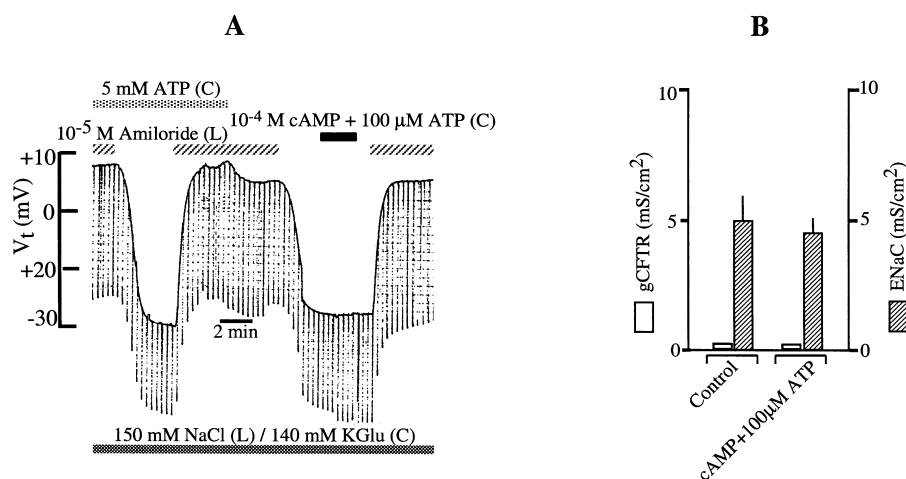 A
B
5 mM ATP (C)
10⁻⁴ M cAMP + 100 µM ATP (C)
10⁻⁵ M Amiloride (L)
+10
0
+20
-30
Vt (mV)
2 min
150 mM NaCl (L) / 140 mM KGlu (C)
10
5
0
gCFTR (mS/cm²)
10
5
0
ENaC (mS/cm²)
Control
cAMP+100µM ATP